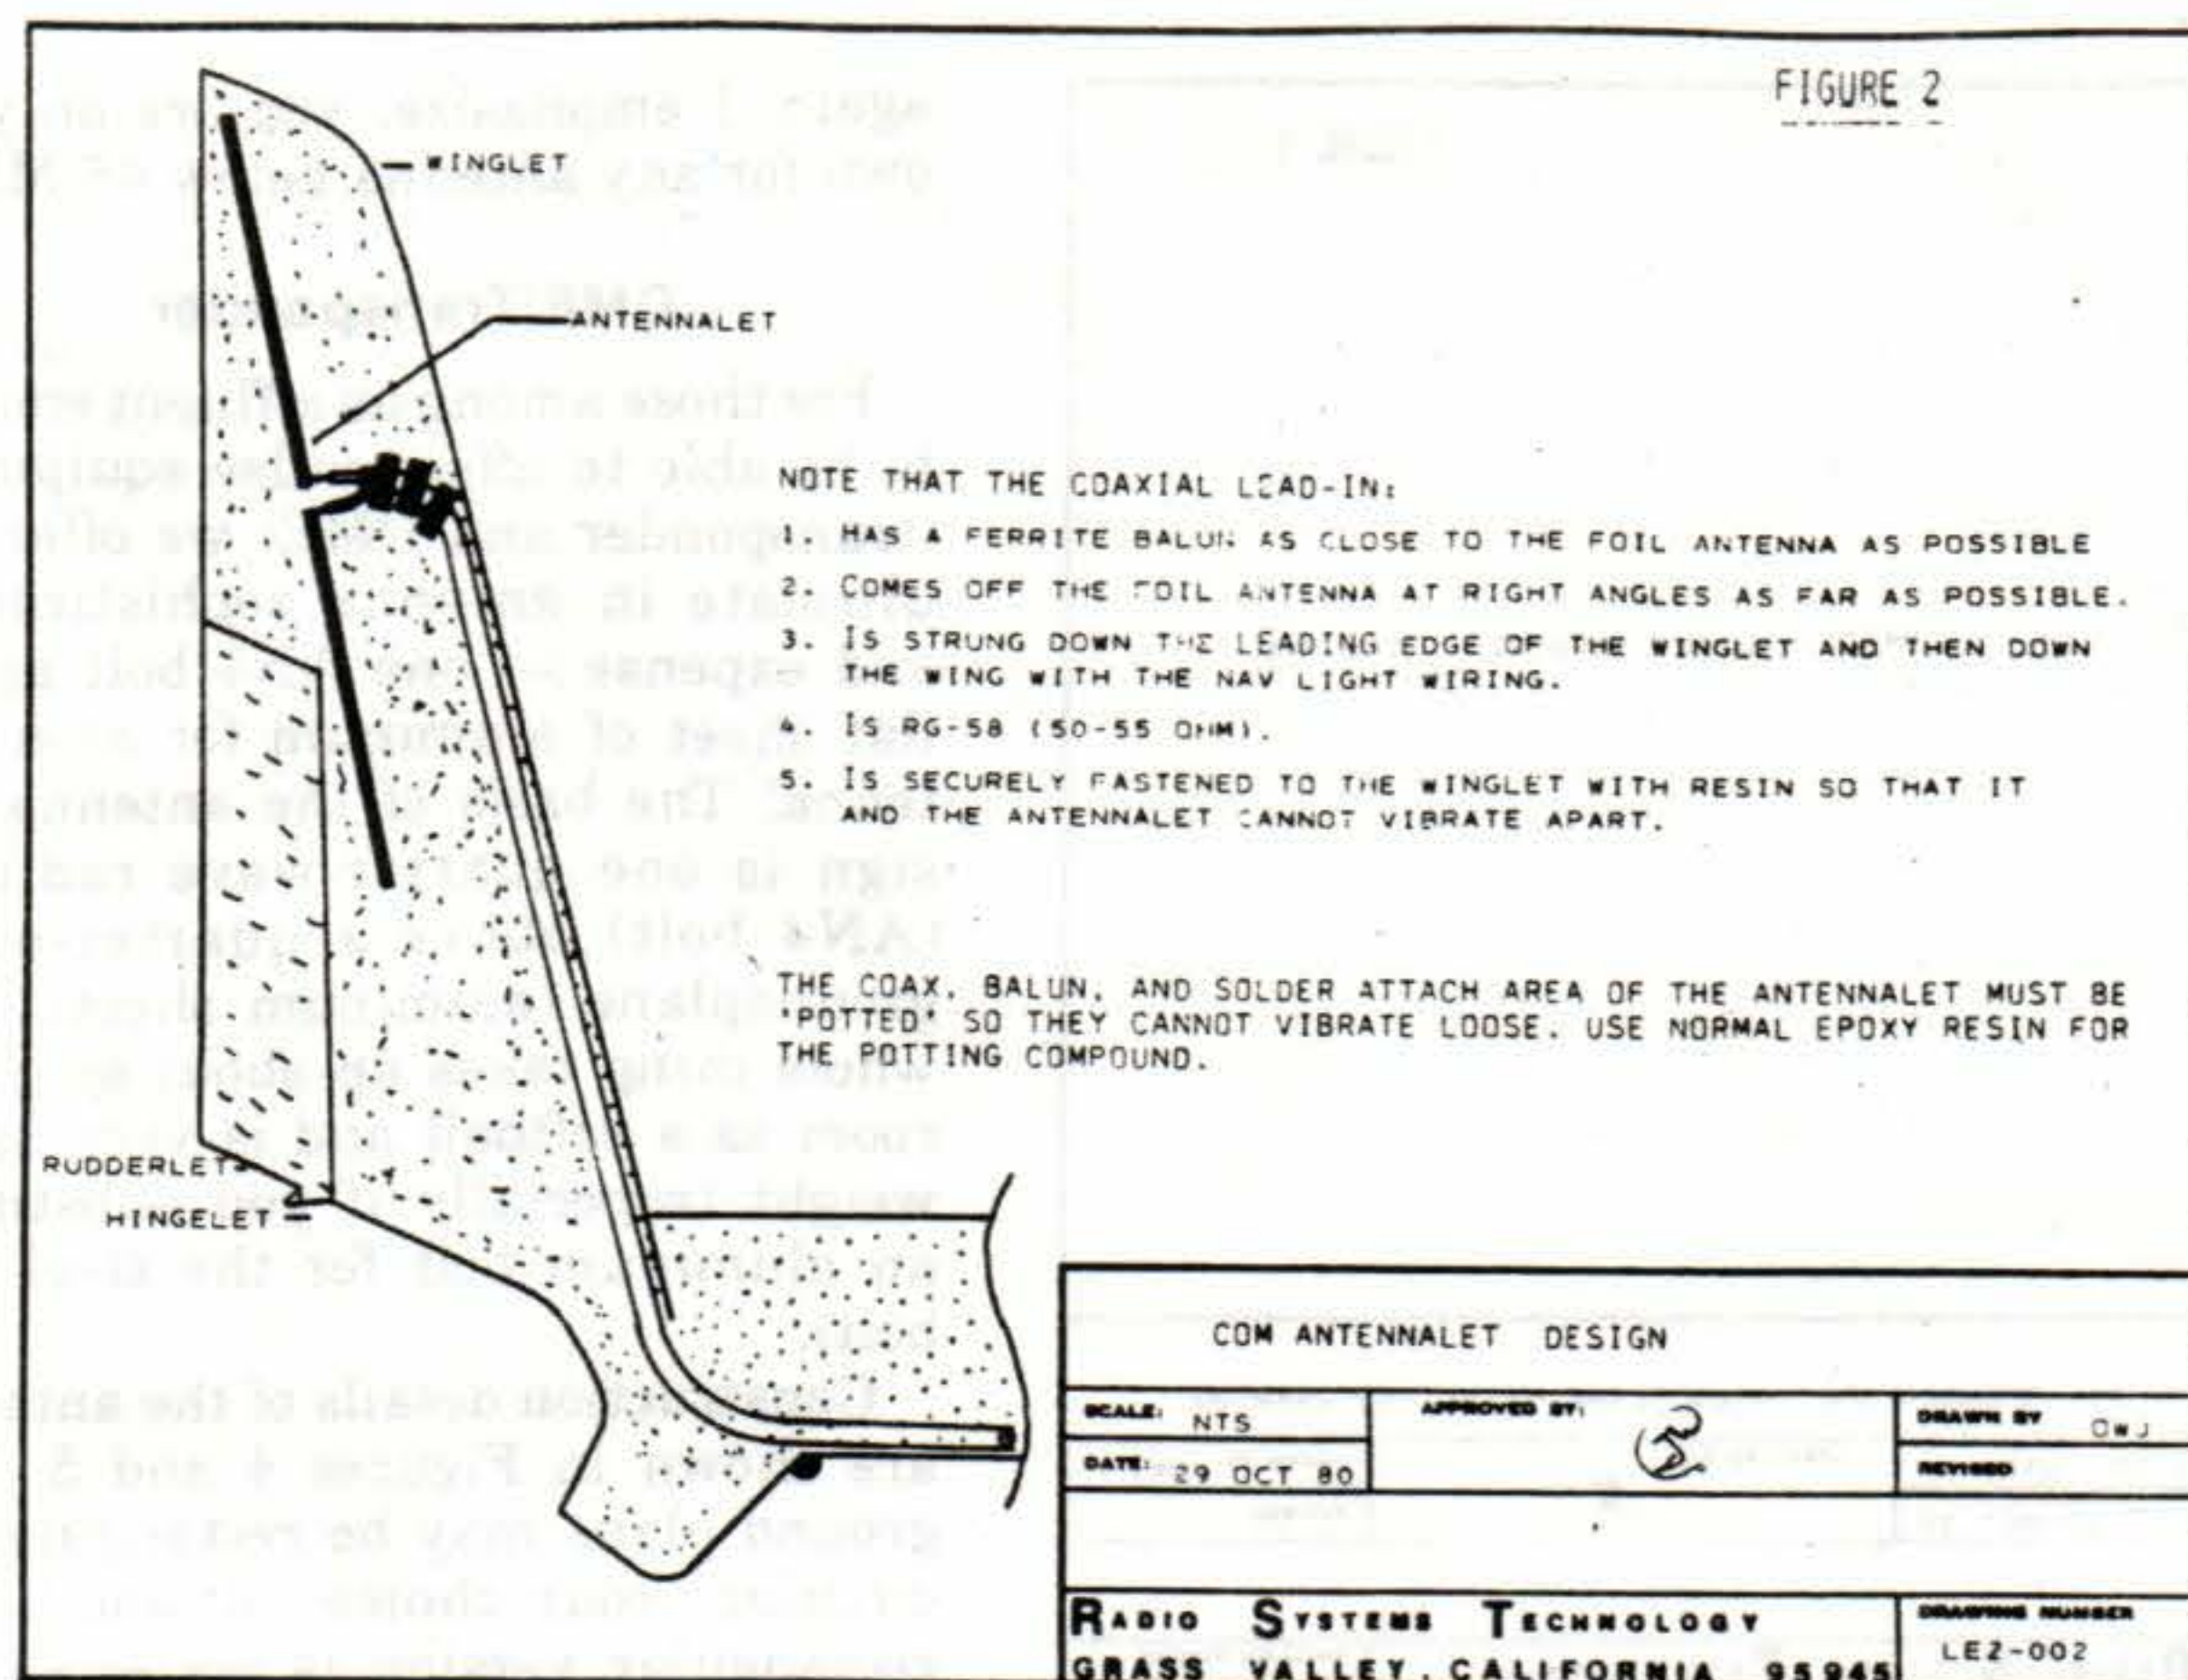 FIGURE 2
WINGLET
ANTENNALET
NOTE THAT THE COAXIAL LEAD-IN:
1. HAS A FERRITE BALUN AS CLOSE TO THE FOIL ANTENNA AS POSSIBLE
2. COMES OFF THE FOIL ANTENNA AT RIGHT ANGLES AS FAR AS POSSIBLE.
3. IS STRUNG DOWN THE LEADING EDGE OF THE WINGLET AND THEN DOWN
THE WING WITH THE NAV LIGHT WIRING.
4. IS RG-58 (50-55 OHM).
5. IS SECURELY FASTENED TO THE WINGLET WITH RESIN SO THAT IT
AND THE ANTENNALET CANNOT VIBRATE APART.
THE COAX, BALUN, AND SOLDER ATTACH AREA OF THE ANTENNALET MUST BE
'POTTED' SO THEY CANNOT VIBRATE LOOSE. USE NORMAL EPOXY RESIN FOR
THE POTTING COMPOUND.
RUDDERLET
HINGELET
COM ANTENNALET DESIGN
SCALE: NTS
APPROVED BY:
DRAWN BY DWJ
DATE: 29 OCT 80
REVISED
RADIO SYSTEMS TECHNOLOGY
GRASS VALLEY, CALIFORNIA 95945
DRAWING NUMBER
LEZ-002